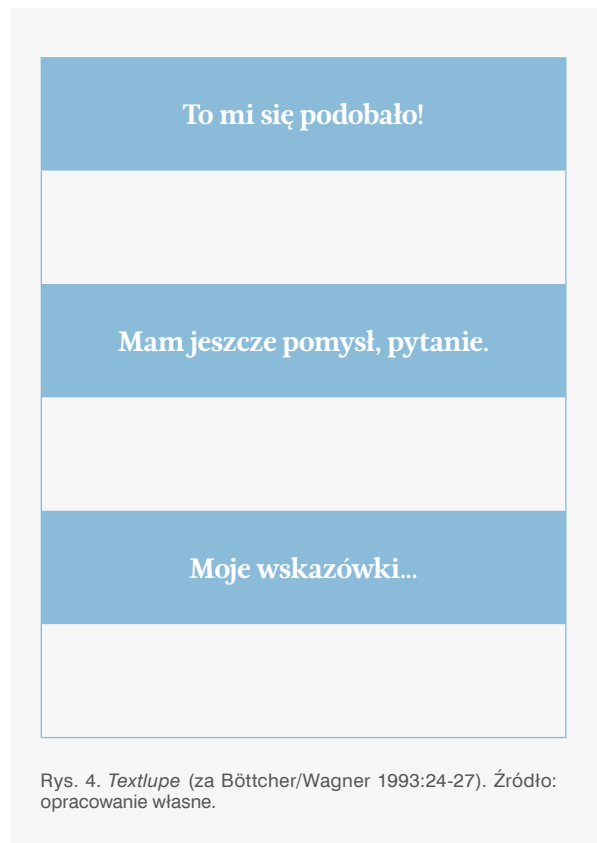 To mi się podobało!
Mam jeszcze pomysł, pytanie.
Moje wskazówki...
Rys. 4. Textlupe (za Böttcher/Wagner 1993:24-27). Źródło:
opracowanie własne.